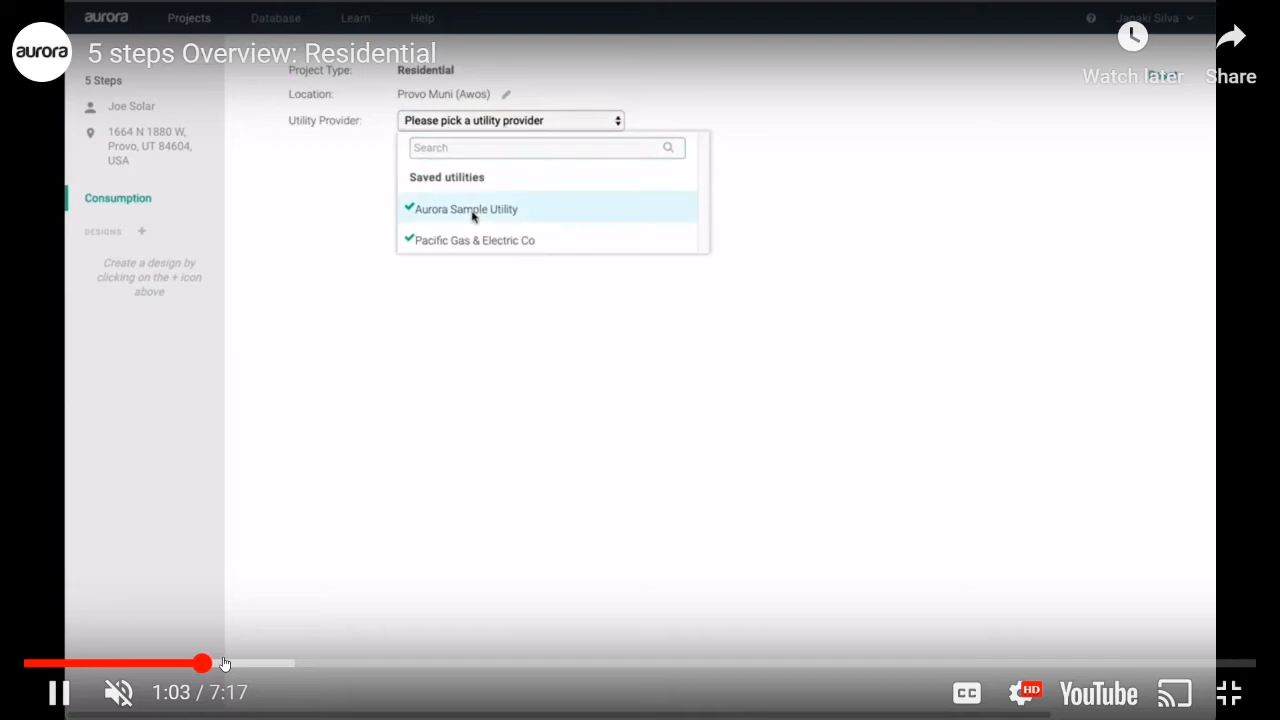 aurora Projects Database Learn Help Janaki Silva
aurora
5 steps Overview: Residential
Watch later
Share
5 Steps
Joe Solar
1664 N 1880 W,
Provo, UT 84604,
USA
Consumption
DESIGNS +
Create a design by
clicking on the + icon
above
Project Type: Residential
Location: Provo Muni (Awos)
Utility Provider: Please pick a utility provider
Search
Saved utilities
Aurora Sample Utility
Pacific Gas & Electric Co
1:03 / 7:17
CC
HD
YouTube